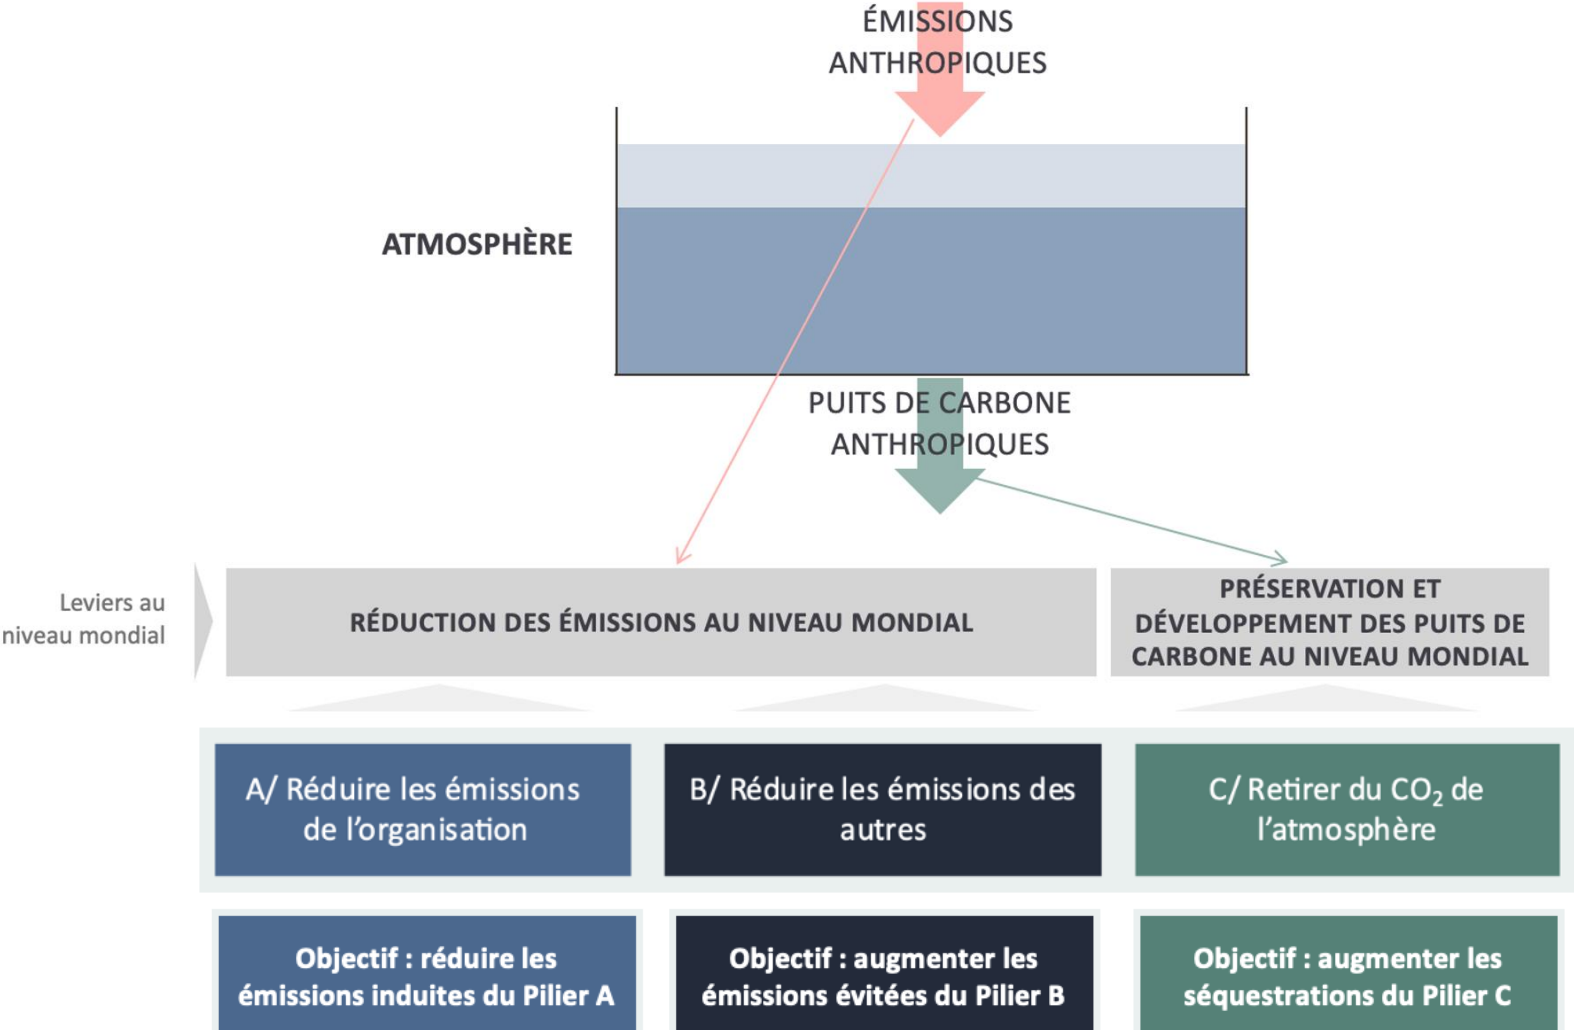 ÉMISSIONS
ANTHROPIQUES
ATMOSPHÈRE
PUITS DE CARBONE
ANTHROPIQUES
Leviers au
niveau mondial
RÉDUCTION DES ÉMISSIONS AU NIVEAU MONDIAL
PRÉSERVATION ET
DÉVELOPPEMENT DES PUITS DE
CARBONE AU NIVEAU MONDIAL
A/ Réduire les émissions
de l’organisation
B/ Réduire les émissions des
autres
C/ Retirer du CO₂ de
l’atmosphère
Objectif : réduire les
émissions induites du Pilier A
Objectif : augmenter les
émissions évitées du Pilier B
Objectif : augmenter les
séquestrations du Pilier C